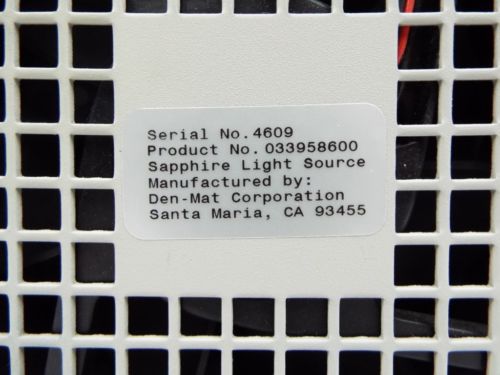 Serial No.4609
Product No.033958600
Sapphire Light Source
Manufactured by:
Den-Mat Corporation
Santa Maria, CA 93455